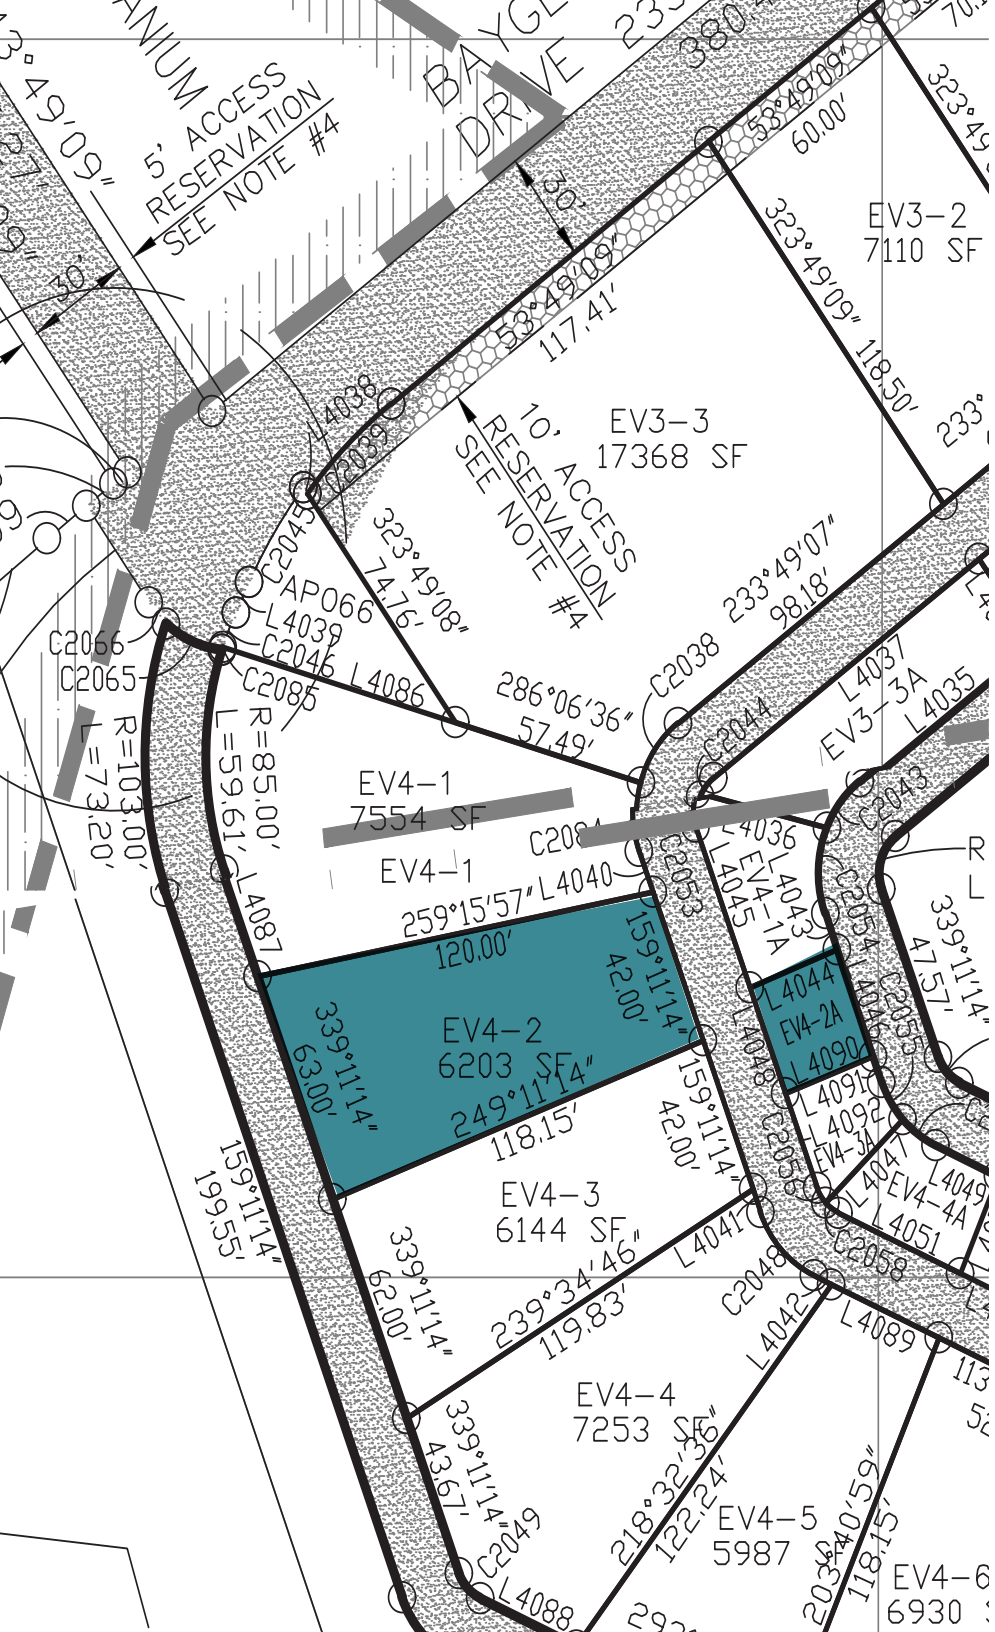 5' ACCESS
RESERVATION
SEE NOTE #4
DRIVE
30'
30'
53°49'09"
60.00'
323°49'09"
118.50'
EV3-2
7110 SF
53°49'09"
117.41'
L4038
C2039
EV3-3
17368 SF
10' ACCESS
RESERVATION
SEE NOTE #4
C2045
CAP066
L4039
C2046
C2085
L4086
323°49'08"
74.76'
233°49'07"
98.18'
C2066
C2065
R=103.00'
L=73.20'
R=85.00'
L=59.61'
286°06'36"
57.49'
C2038
C2044
L4037
EV3-3A
L4035
C2043
EV4-1
7554 SF
EV4-1
L4040
259°15'57"
120.00'
L4087
C2053
L4036
L4045
EV4-1A
L4043
C2054
159°11'14"
42.00'
EV4-2
6203 SF
339°11'14"
63.00'
249°11'14"
118.15'
L4044
EV4-2A
L4090
L4046
C2055
L4048
339°11'14"
47.57'
L4091
L4092
EV4-3A
L4047
EV4-4A
L4049
L4051
C2056
C2058
159°11'14"
42.00'
159°11'14"
199.55'
EV4-3
6144 SF
L4041
C2048
L4042
L4089
339°11'14"
62.00'
239°34'46"
119.83'
EV4-4
7253 SF
339°11'14"
43.67'
C2049
L4088
218°32'36"
122.24'
EV4-5
5987 SF
203°40'59"
118.15'
EV4-6
6930